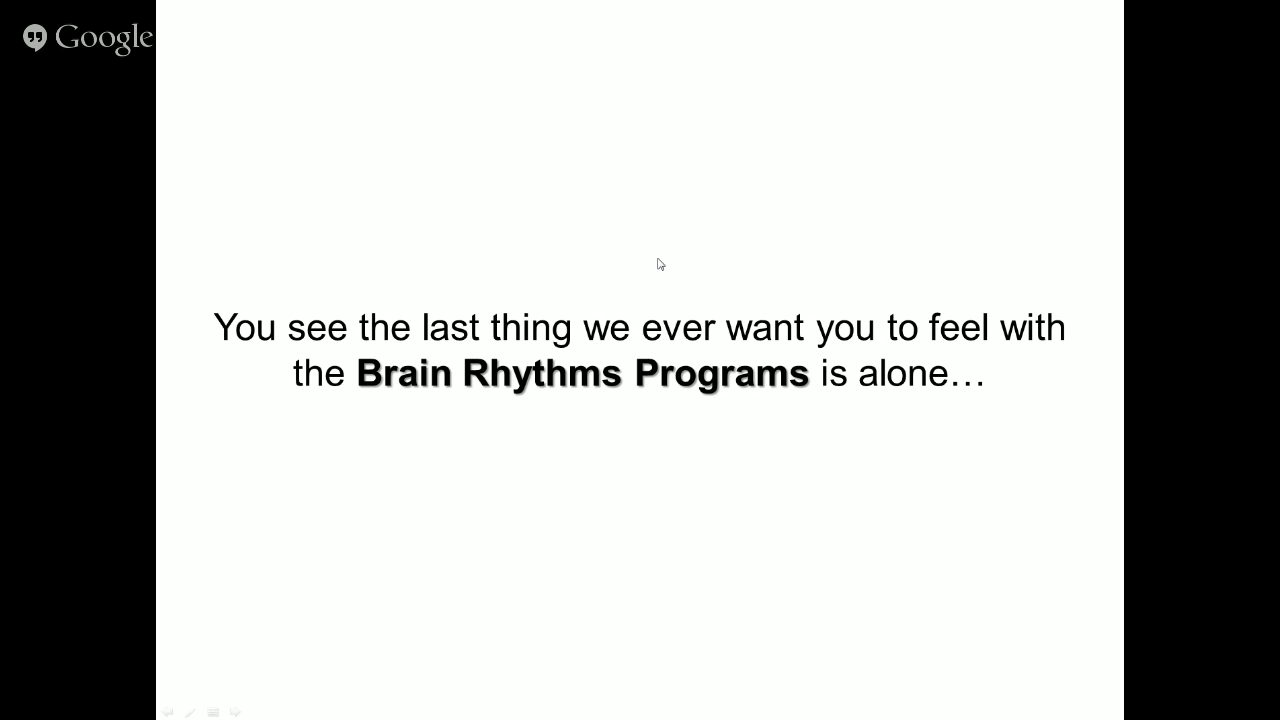 Google
You see the last thing we ever want you to feel with
the Brain Rhythms Programs is alone…